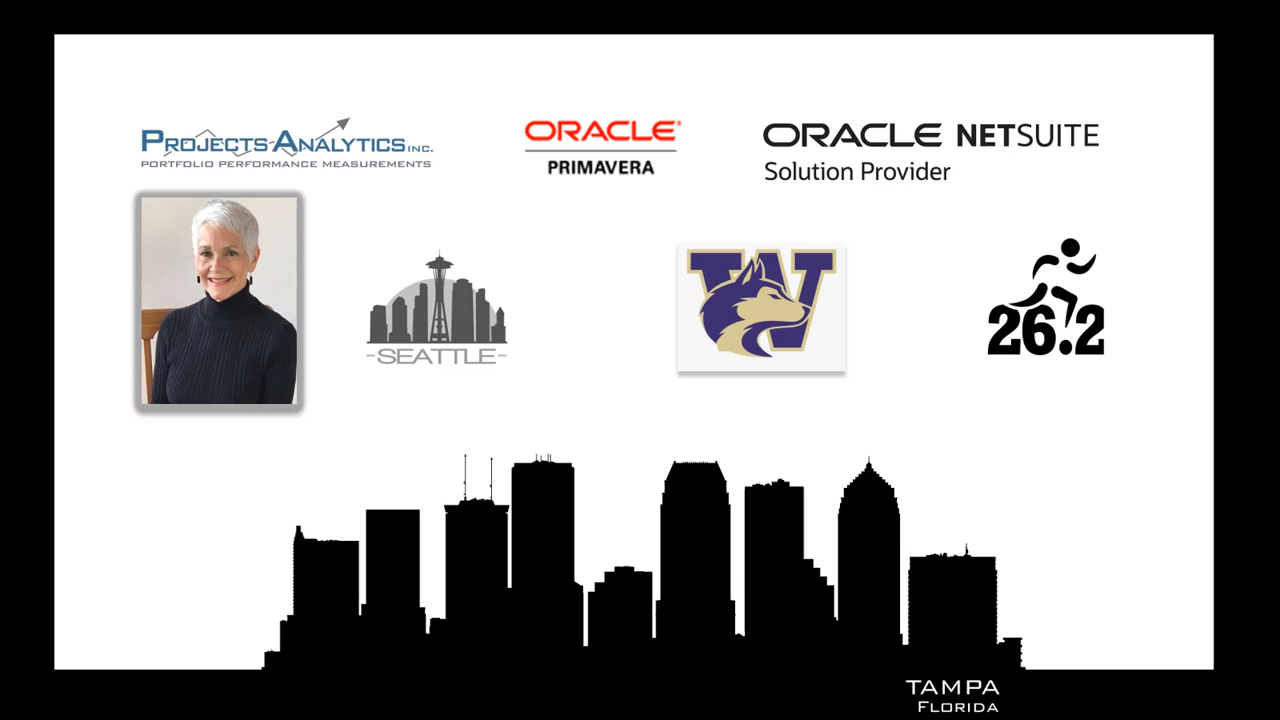 PROJECTS ANALYTICS INC.
PORTFOLIO PERFORMANCE MEASUREMENTS
ORACLE®
PRIMAVERA
ORACLE NETSUITE
Solution Provider
-SEATTLE-
W
26.2
TAMPA
FLORIDA